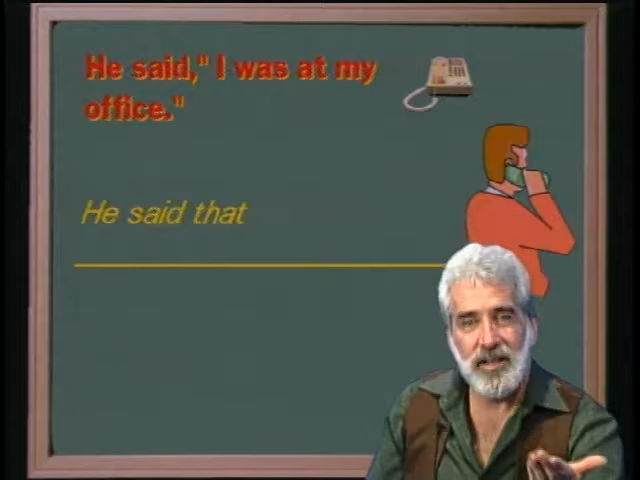 He said," I was at my
office."
He said that